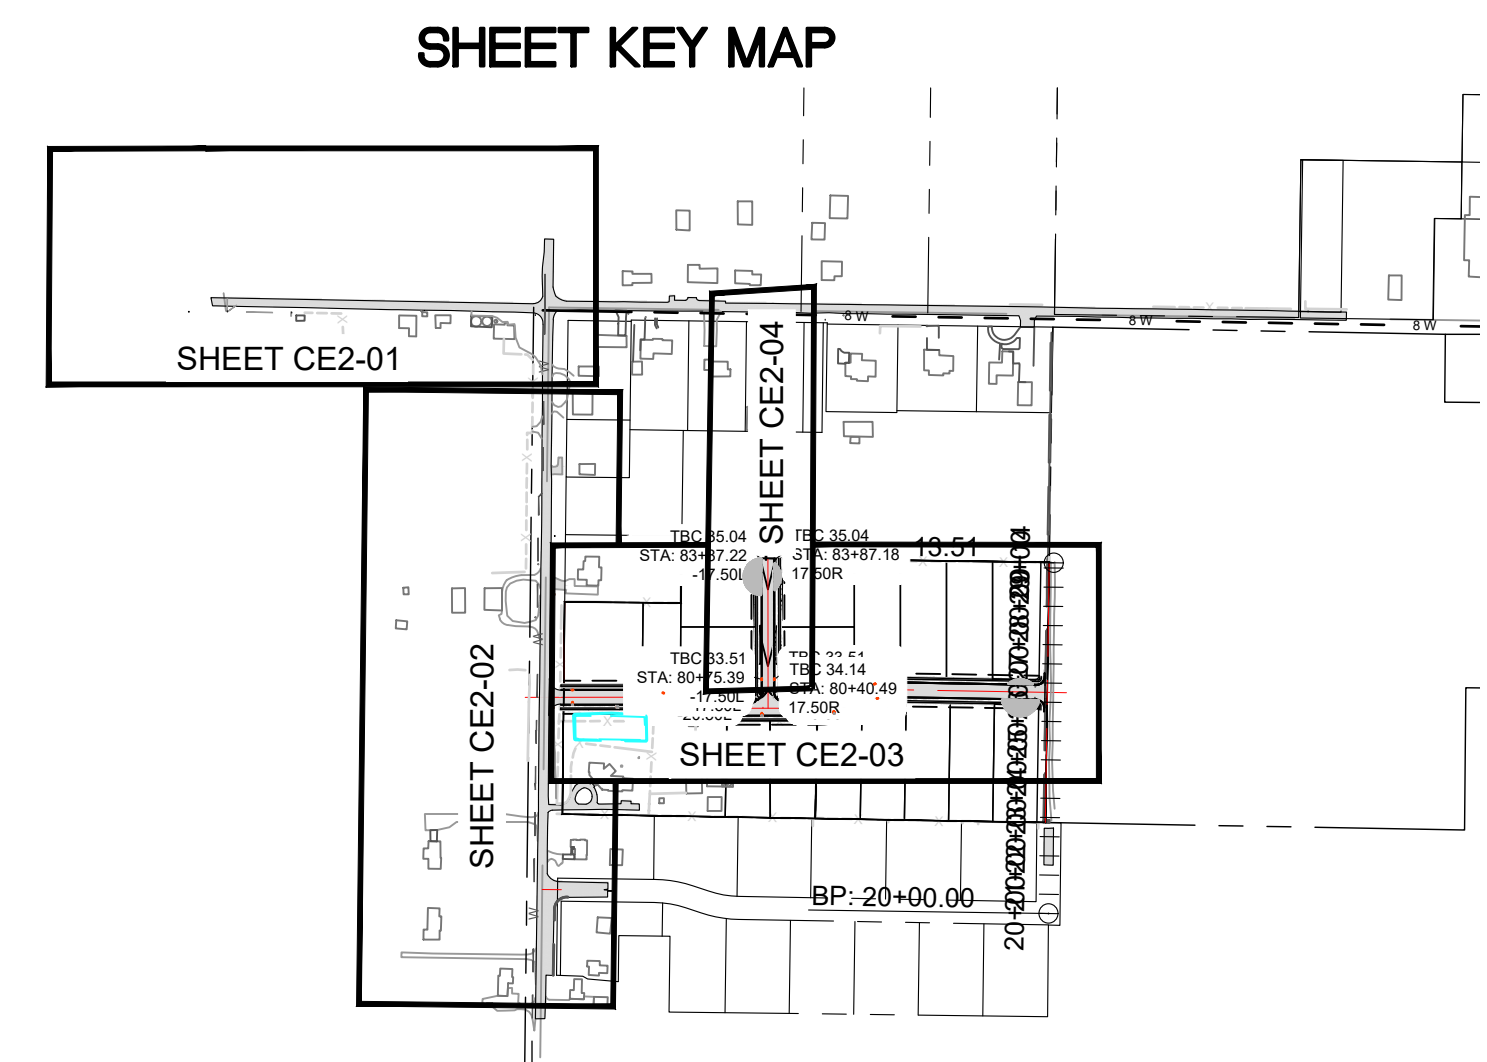 SHEET KEY MAP
8 W
8 W
8 W
SHEET CE2-01
SHEET CE2-04
TBC 35.04
STA: 83+87.22
-17.50L
TBC 35.04
STA: 83+87.18
17.50R
13.51
SHEET CE2-02
TBC 33.51
STA: 80+75.39
-17.50L
TBC 33.51
TBC 34.14
STA: 80+40.49
17.50R
SHEET CE2-03
BP: 20+00.00